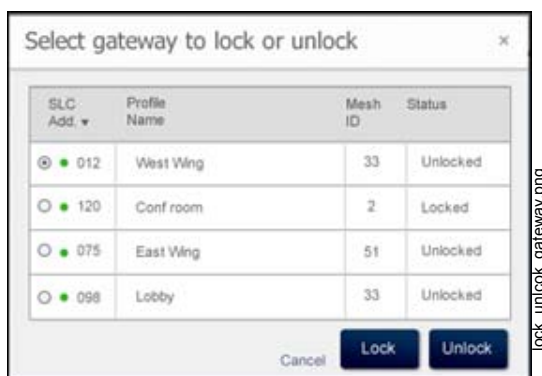 Select gateway to lock or unlock ×
SLC Add. ▾ Profile Name Mesh ID Status
012 West Wing 33 Unlocked
120 Conf room 2 Locked
075 East Wing 51 Unlocked
098 Lobby 33 Unlocked
Cancel Lock Unlock
lock_unlcok_gateway.png